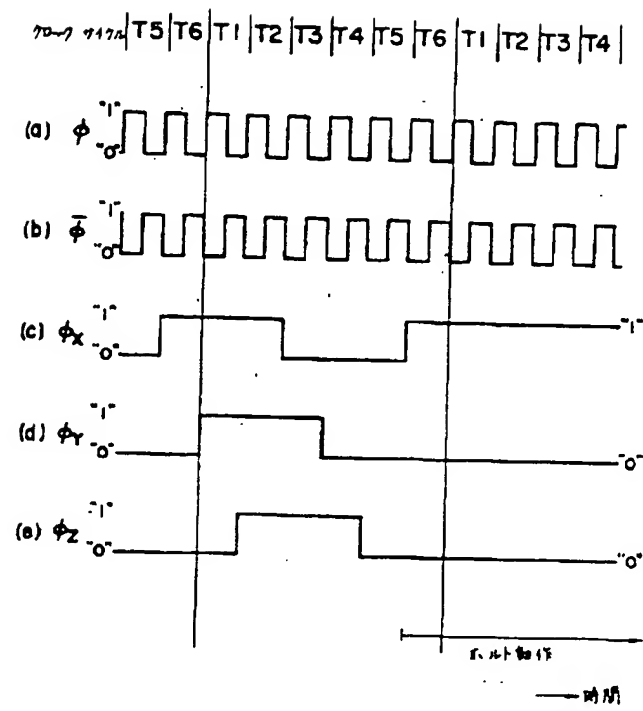 クロック サイクル T5 T6 T1 T2 T3 T4 T5 T6 T1 T2 T3 T4
(a) φ "1" "0"
(b) φ̄ "1" "0"
(c) φX "1" "0" "1"
(d) φY "1" "0" "0"
(e) φZ "1" "0" "0"
ホルト動作
時間